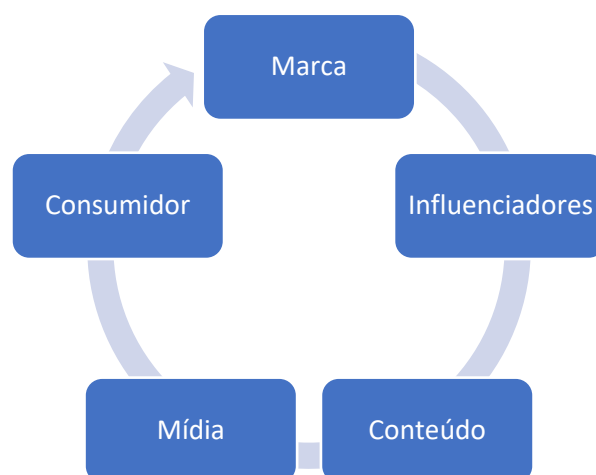 Marca
Influenciadores
Conteúdo
Mídia
Consumidor